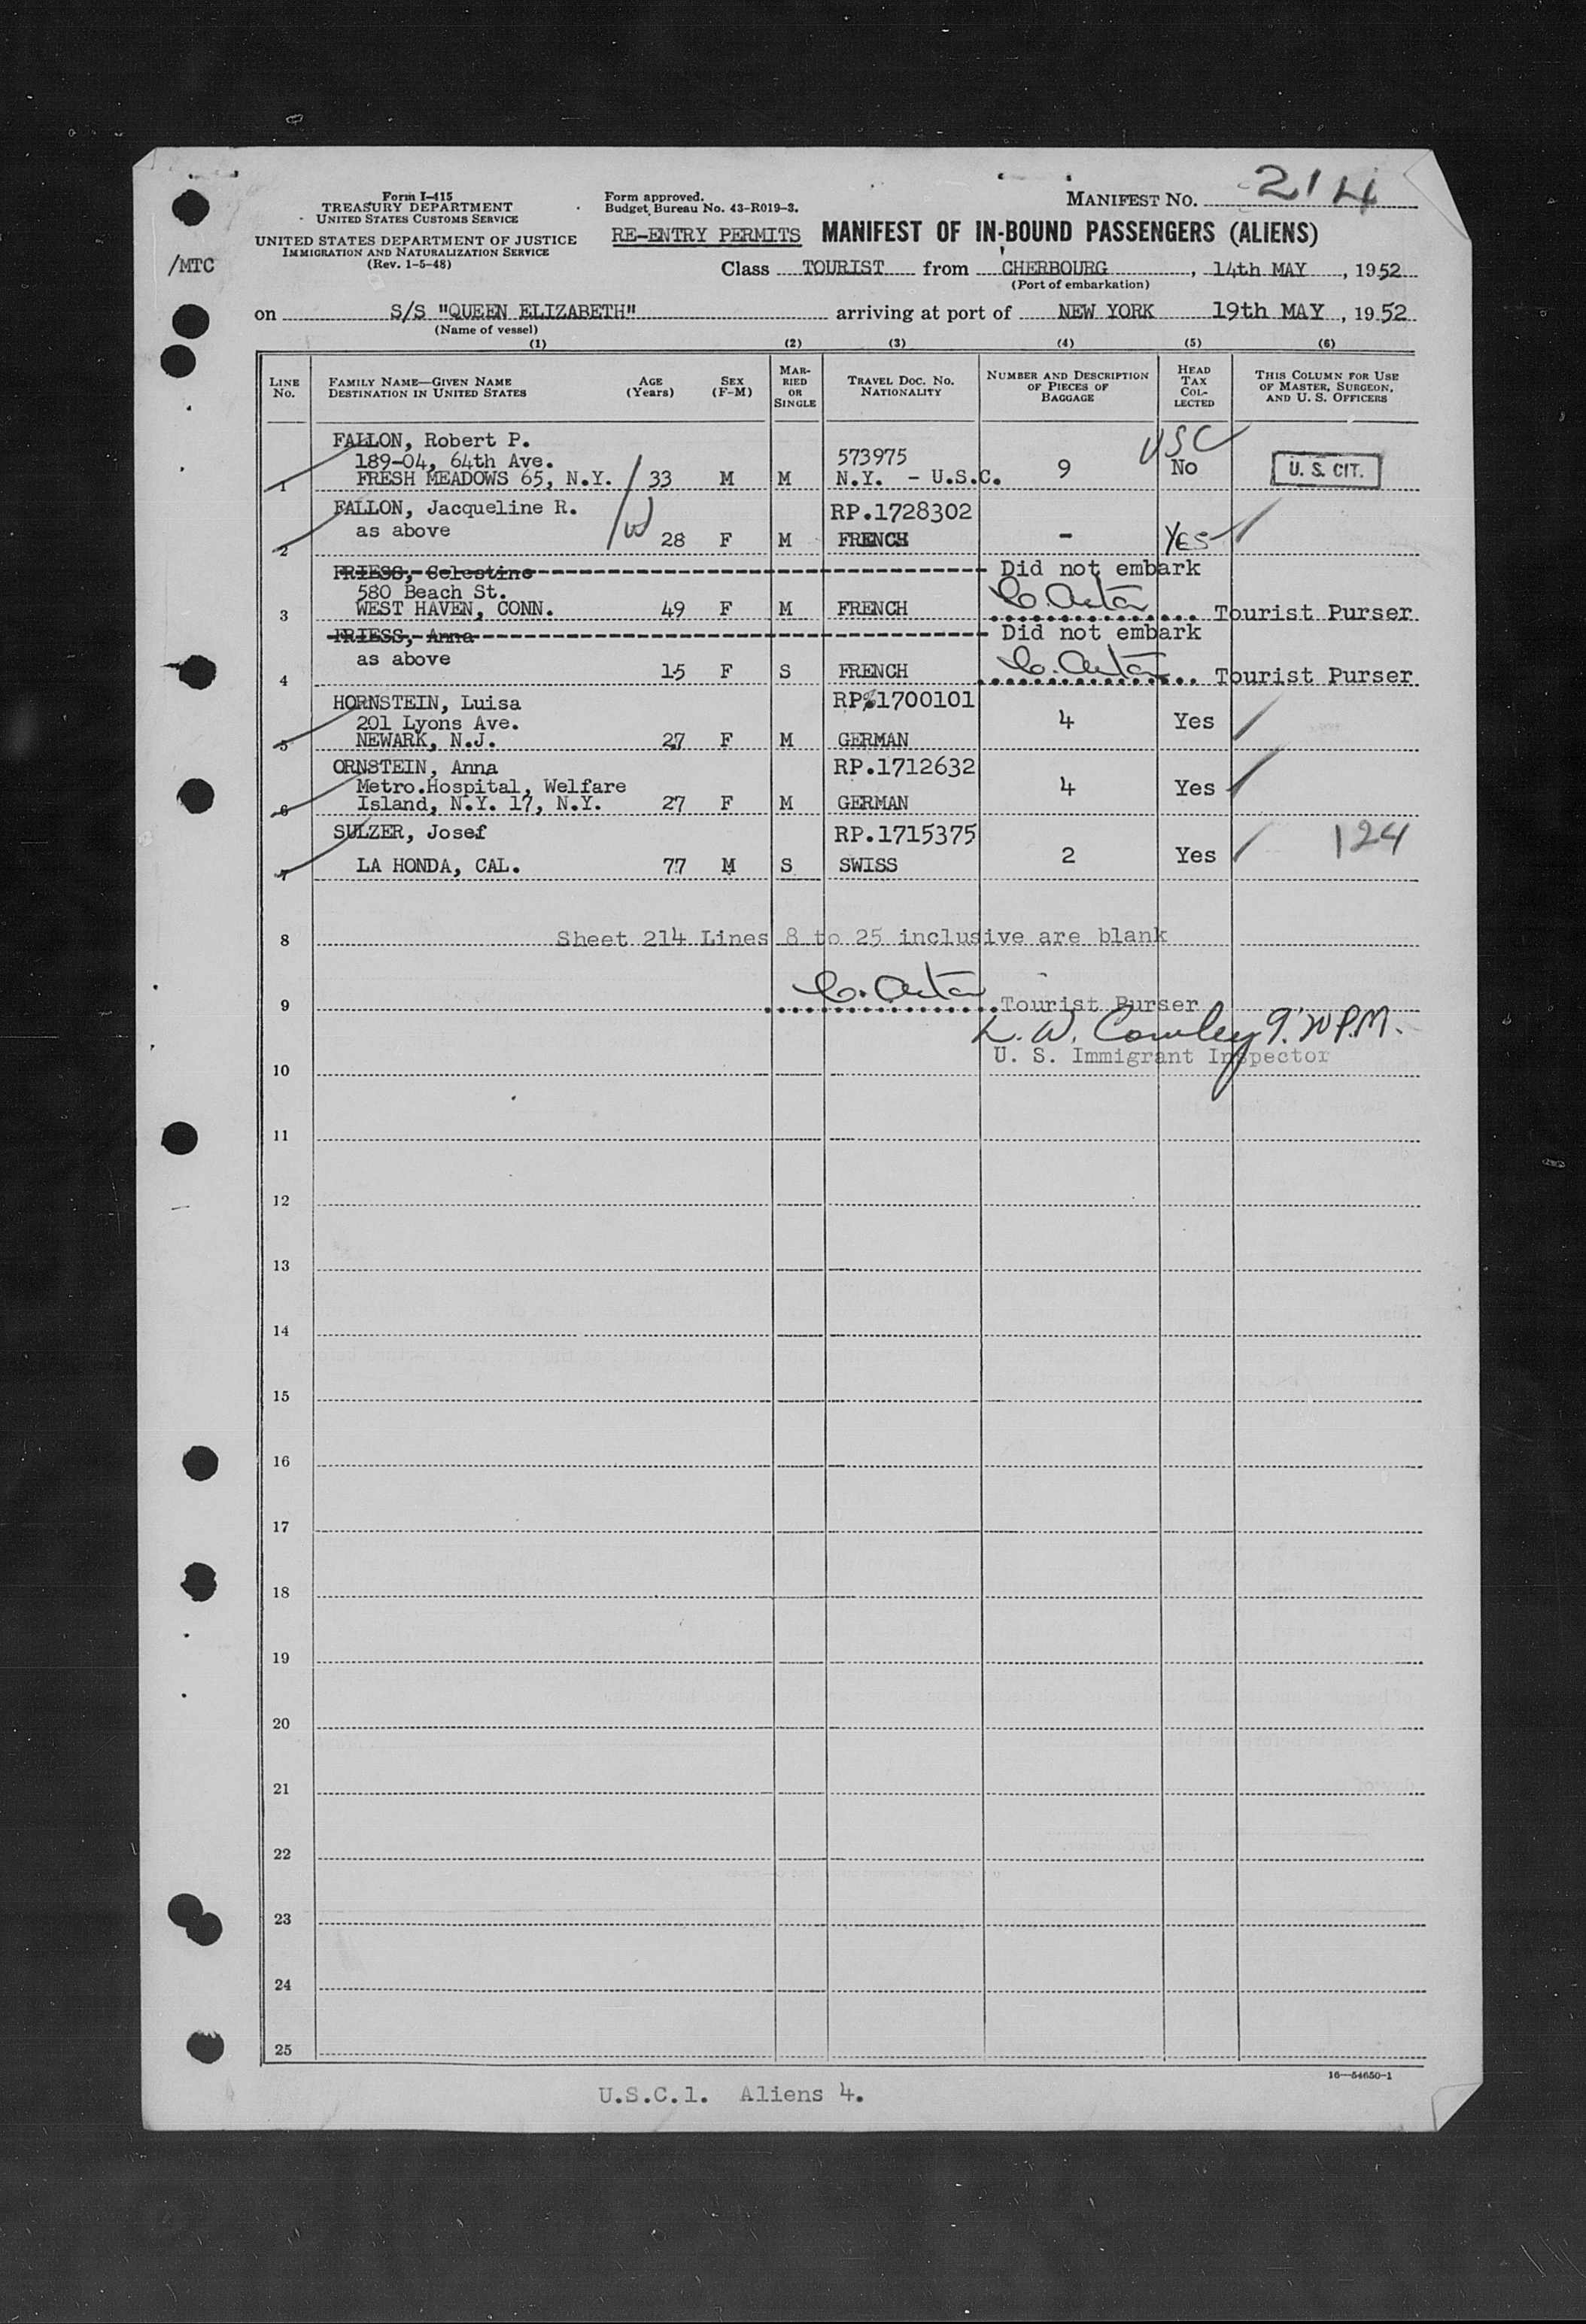 Form I-415
TREASURY DEPARTMENT
UNITED STATES CUSTOMS SERVICE
UNITED STATES DEPARTMENT OF JUSTICE
IMMIGRATION AND NATURALIZATION SERVICE
(Rev. 1-5-48)
/MTC
Form approved.
Budget Bureau No. 43-R019-3.
MANIFEST NO. 214
RE-ENTRY PERMITS MANIFEST OF IN-BOUND PASSENGERS (ALIENS)
Class TOURIST from CHERBOURG, 14th MAY, 1952
(Port of embarkation)
on S/S "QUEEN ELIZABETH" arriving at port of NEW YORK 19th MAY, 1952
(Name of vessel)
(1) (2) (3) (4) (5) (6)
LINE No. FAMILY NAME—GIVEN NAME DESTINATION IN UNITED STATES AGE (Years) SEX (F-M) MARRIED OR SINGLE TRAVEL DOC. NO. NATIONALITY NUMBER AND DESCRIPTION OF PIECES OF BAGGAGE HEAD TAX COLLECTED THIS COLUMN FOR USE OF MASTER, SURGEON, AND U. S. OFFICERS
FALLON, Robert P. USC
189-04, 64th Ave. 573975
1 FRESH MEADOWS 65, N.Y. 33 M M N.Y. - U.S.C. 9 No U. S. CIT.
FALLON, Jacqueline R. RP.1728302
2 as above W 28 F M FRENCH - YES
FRIESS, Celestine Did not embark
580 Beach St.
3 WEST HAVEN, CONN. 49 F M FRENCH Tourist Purser
FRIESS, Anna Did not embark
4 as above 15 F S FRENCH Tourist Purser
HORNSTEIN, Luisa RP.1700101
201 Lyons Ave. 4 Yes
5 NEWARK, N.J. 27 F M GERMAN
ORNSTEIN, Anna RP.1712632
Metro.Hospital, Welfare 4 Yes
6 Island, N.Y. 17, N.Y. 27 F M GERMAN
SULZER, Josef RP.1715375 124
7 LA HONDA, CAL. 77 M S SWISS 2 Yes
8 Sheet 214 Lines 8 to 25 inclusive are blank
9 Tourist Purser
L. W. Cowley 9:20 P.M.
U. S. Immigrant Inspector
10
11
12
13
14
15
16
17
18
19
20
21
22
23
24
25
16—54650-1
U.S.C.1. Aliens 4.